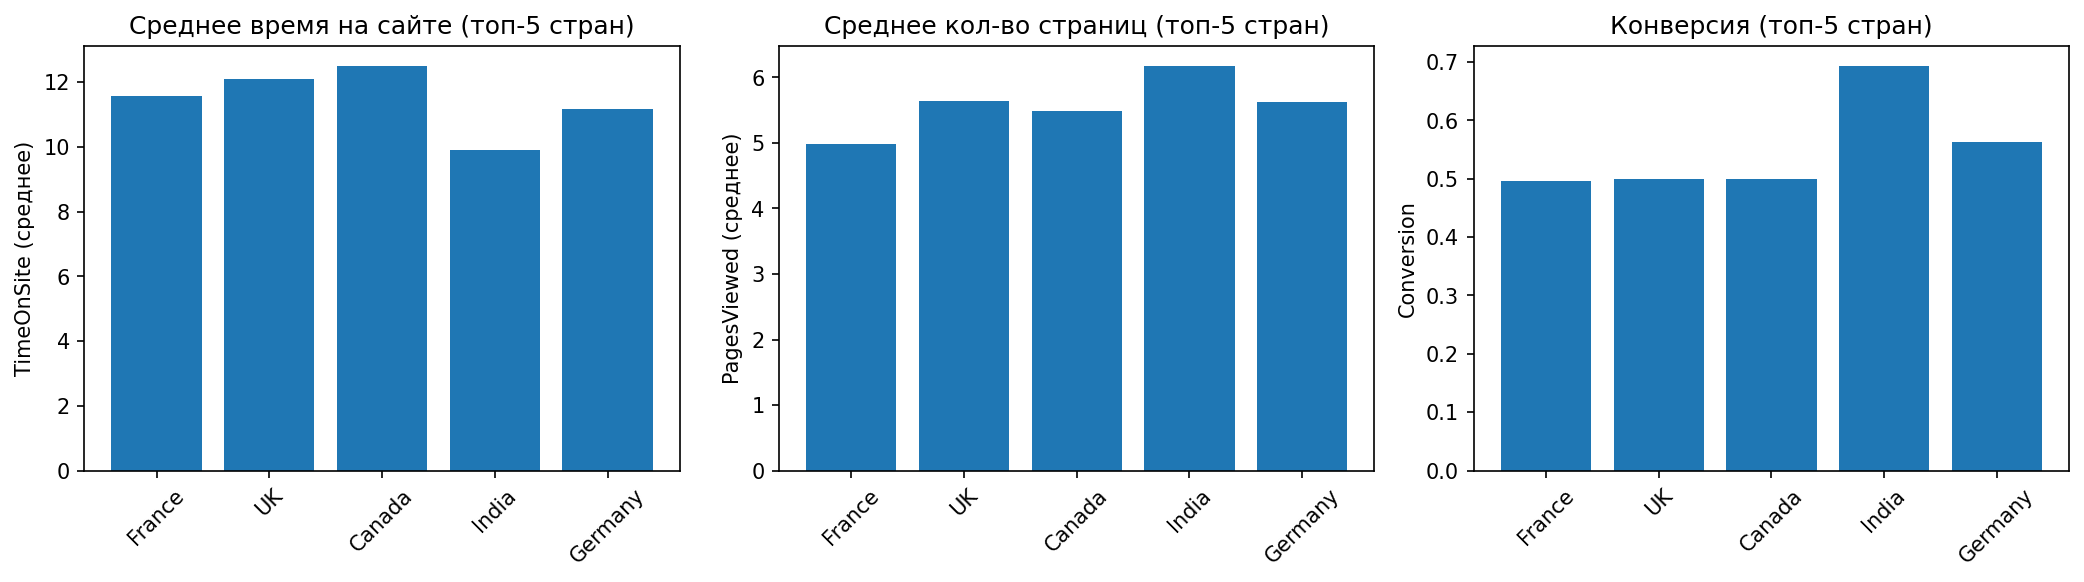 Среднее время на сайте (топ-5 стран)
TimeOnSite (среднее)
12
10
8
6
4
2
0
France
UK
Canada
India
Germany
Среднее кол-во страниц (топ-5 стран)
PagesViewed (среднее)
6
5
4
3
2
1
0
France
UK
Canada
India
Germany
Конверсия (топ-5 стран)
Conversion
0.7
0.6
0.5
0.4
0.3
0.2
0.1
0.0
France
UK
Canada
India
Germany